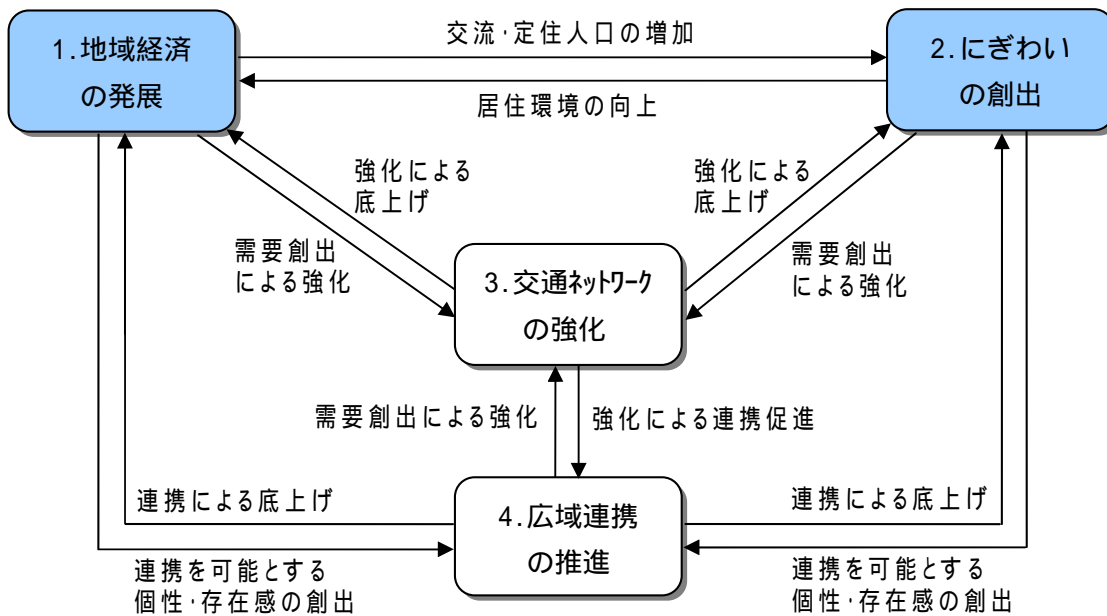 1.地域経済
の発展
交流・定住人口の増加
2.にぎわい
の創出
居住環境の向上
強化による
底上げ
強化による
底上げ
需要創出
による強化
需要創出
による強化
3.交通ネットワーク
の強化
需要創出による強化
強化による連携促進
連携による底上げ
連携による底上げ
4.広域連携
の推進
連携を可能とする
個性・存在感の創出
連携を可能とする
個性・存在感の創出